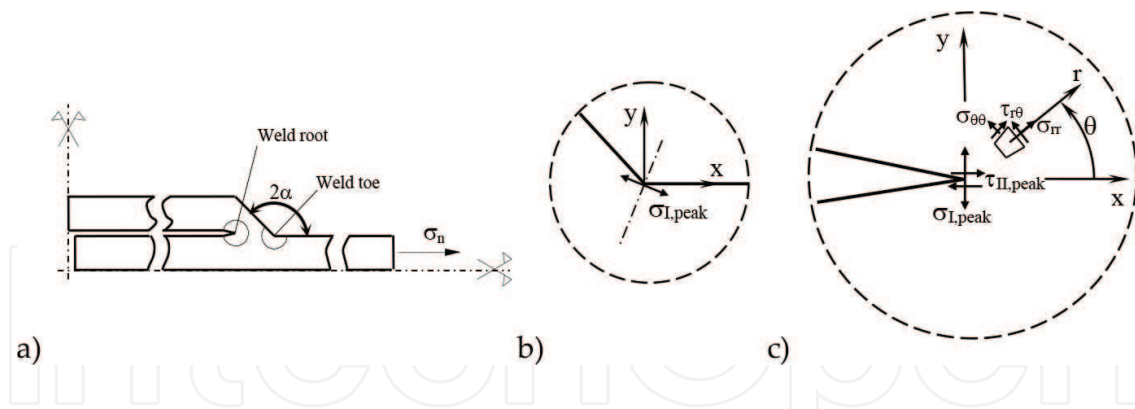 Weld root
Weld toe
2α
σn
a)
y
x
σI,peak
b)
y
r
τrθ
σθθ
σrr
θ
τII,peak
x
σI,peak
c)